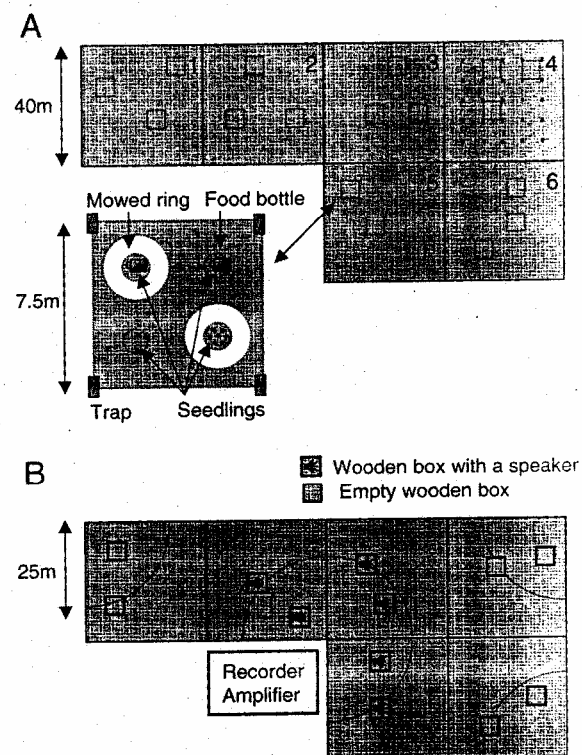 A
1
2
3
4
40m
5
6
Mowed ring
Food bottle
7.5m
Trap
Seedlings
B
Wooden box with a speaker
Empty wooden box
25m
Recorder
Amplifier